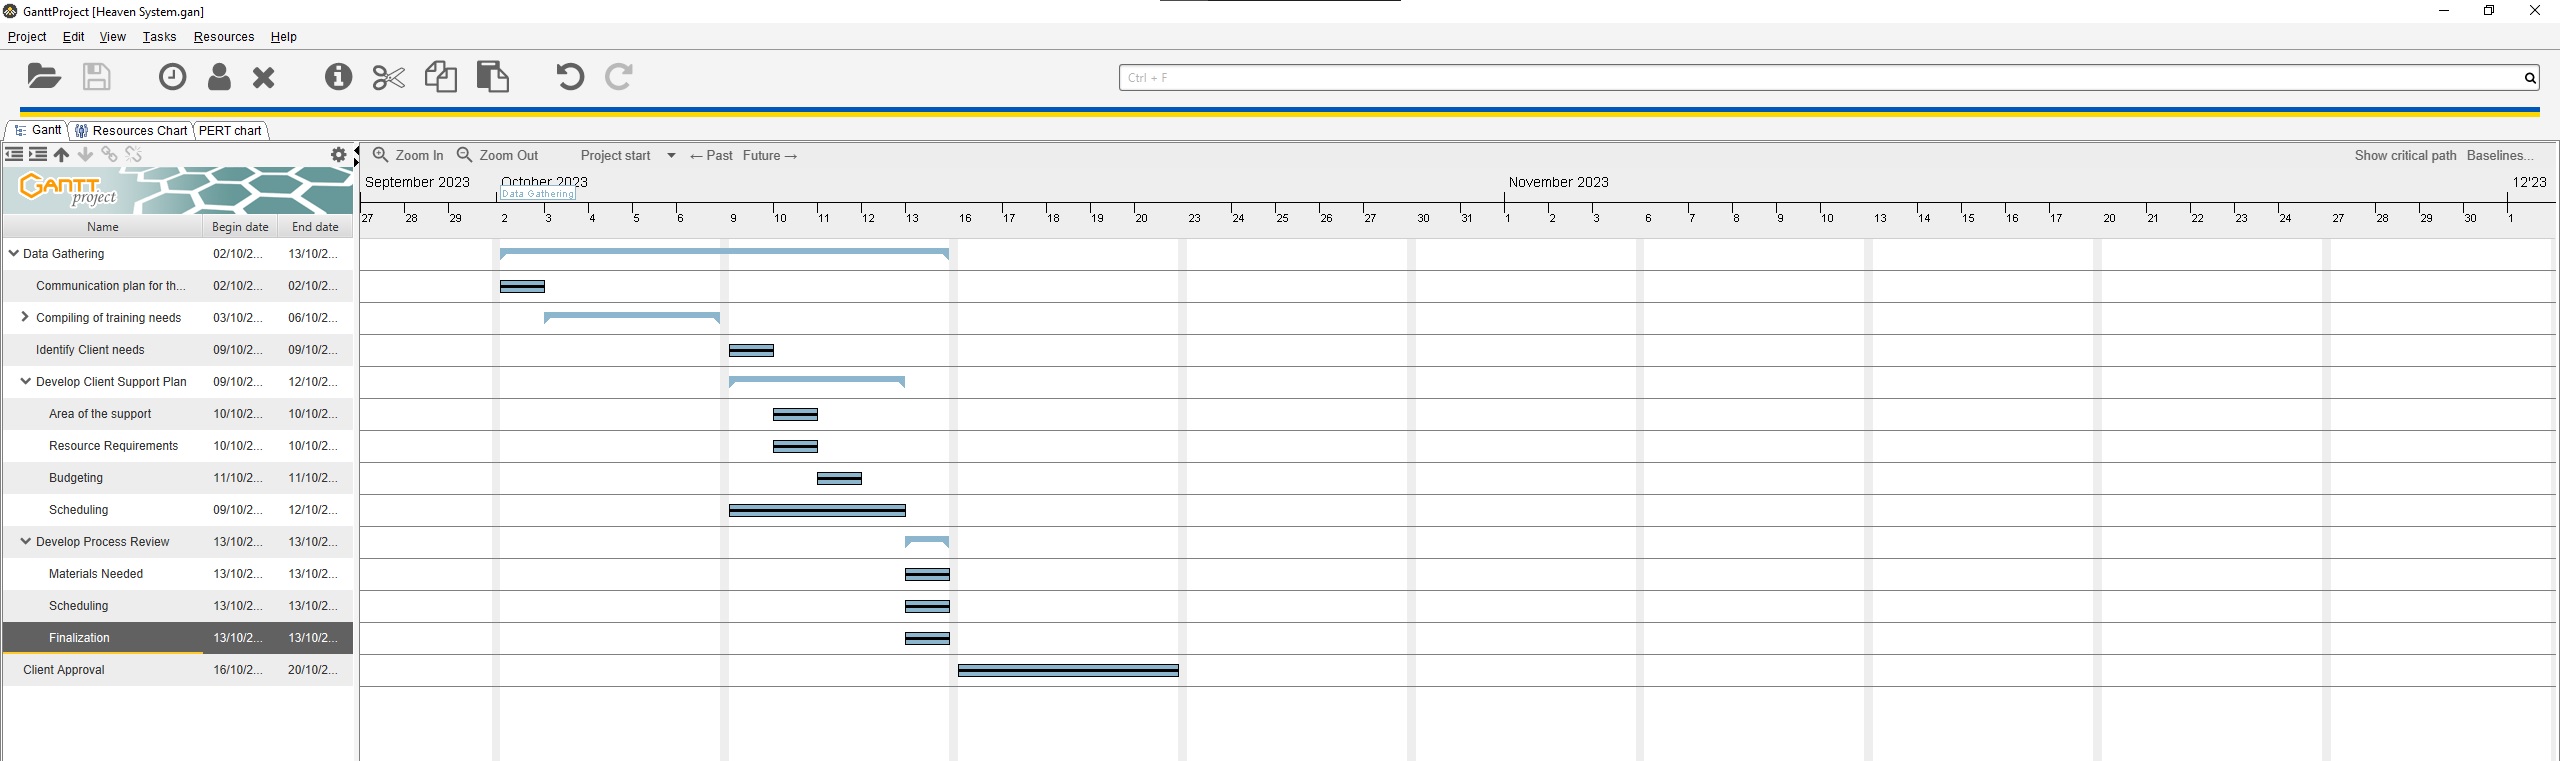 GanttProject [Heaven System.gan]
Project Edit View Tasks Resources Help
Ctrl + F
Gantt Resources Chart PERT chart
Zoom In Zoom Out Project start ← Past Future → Show critical path Baselines...
GANTT project
September 2023 October 2023 November 2023 12'23
Data Gathering
27 28 29 2 3 4 5 6 9 10 11 12 13 16 17 18 19 20 23 24 25 26 27 30 31 1 2 3 6 7 8 9 10 13 14 15 16 17 20 21 22 23 24 27 28 29 30 1
Name Begin date End date
Data Gathering 02/10/2... 13/10/2...
Communication plan for th... 02/10/2... 02/10/2...
Compiling of training needs 03/10/2... 06/10/2...
Identify Client needs 09/10/2... 09/10/2...
Develop Client Support Plan 09/10/2... 12/10/2...
Area of the support 10/10/2... 10/10/2...
Resource Requirements 10/10/2... 10/10/2...
Budgeting 11/10/2... 11/10/2...
Scheduling 09/10/2... 12/10/2...
Develop Process Review 13/10/2... 13/10/2...
Materials Needed 13/10/2... 13/10/2...
Scheduling 13/10/2... 13/10/2...
Finalization 13/10/2... 13/10/2...
Client Approval 16/10/2... 20/10/2...